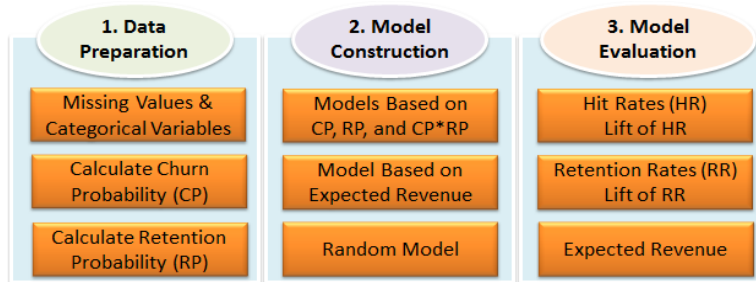 1. Data
Preparation
Missing Values &
Categorical Variables
Calculate Churn
Probability (CP)
Calculate Retention
Probability (RP)
2. Model
Construction
Models Based on
CP, RP, and CP*RP
Model Based on
Expected Revenue
Random Model
3. Model
Evaluation
Hit Rates (HR)
Lift of HR
Retention Rates (RR)
Lift of RR
Expected Revenue